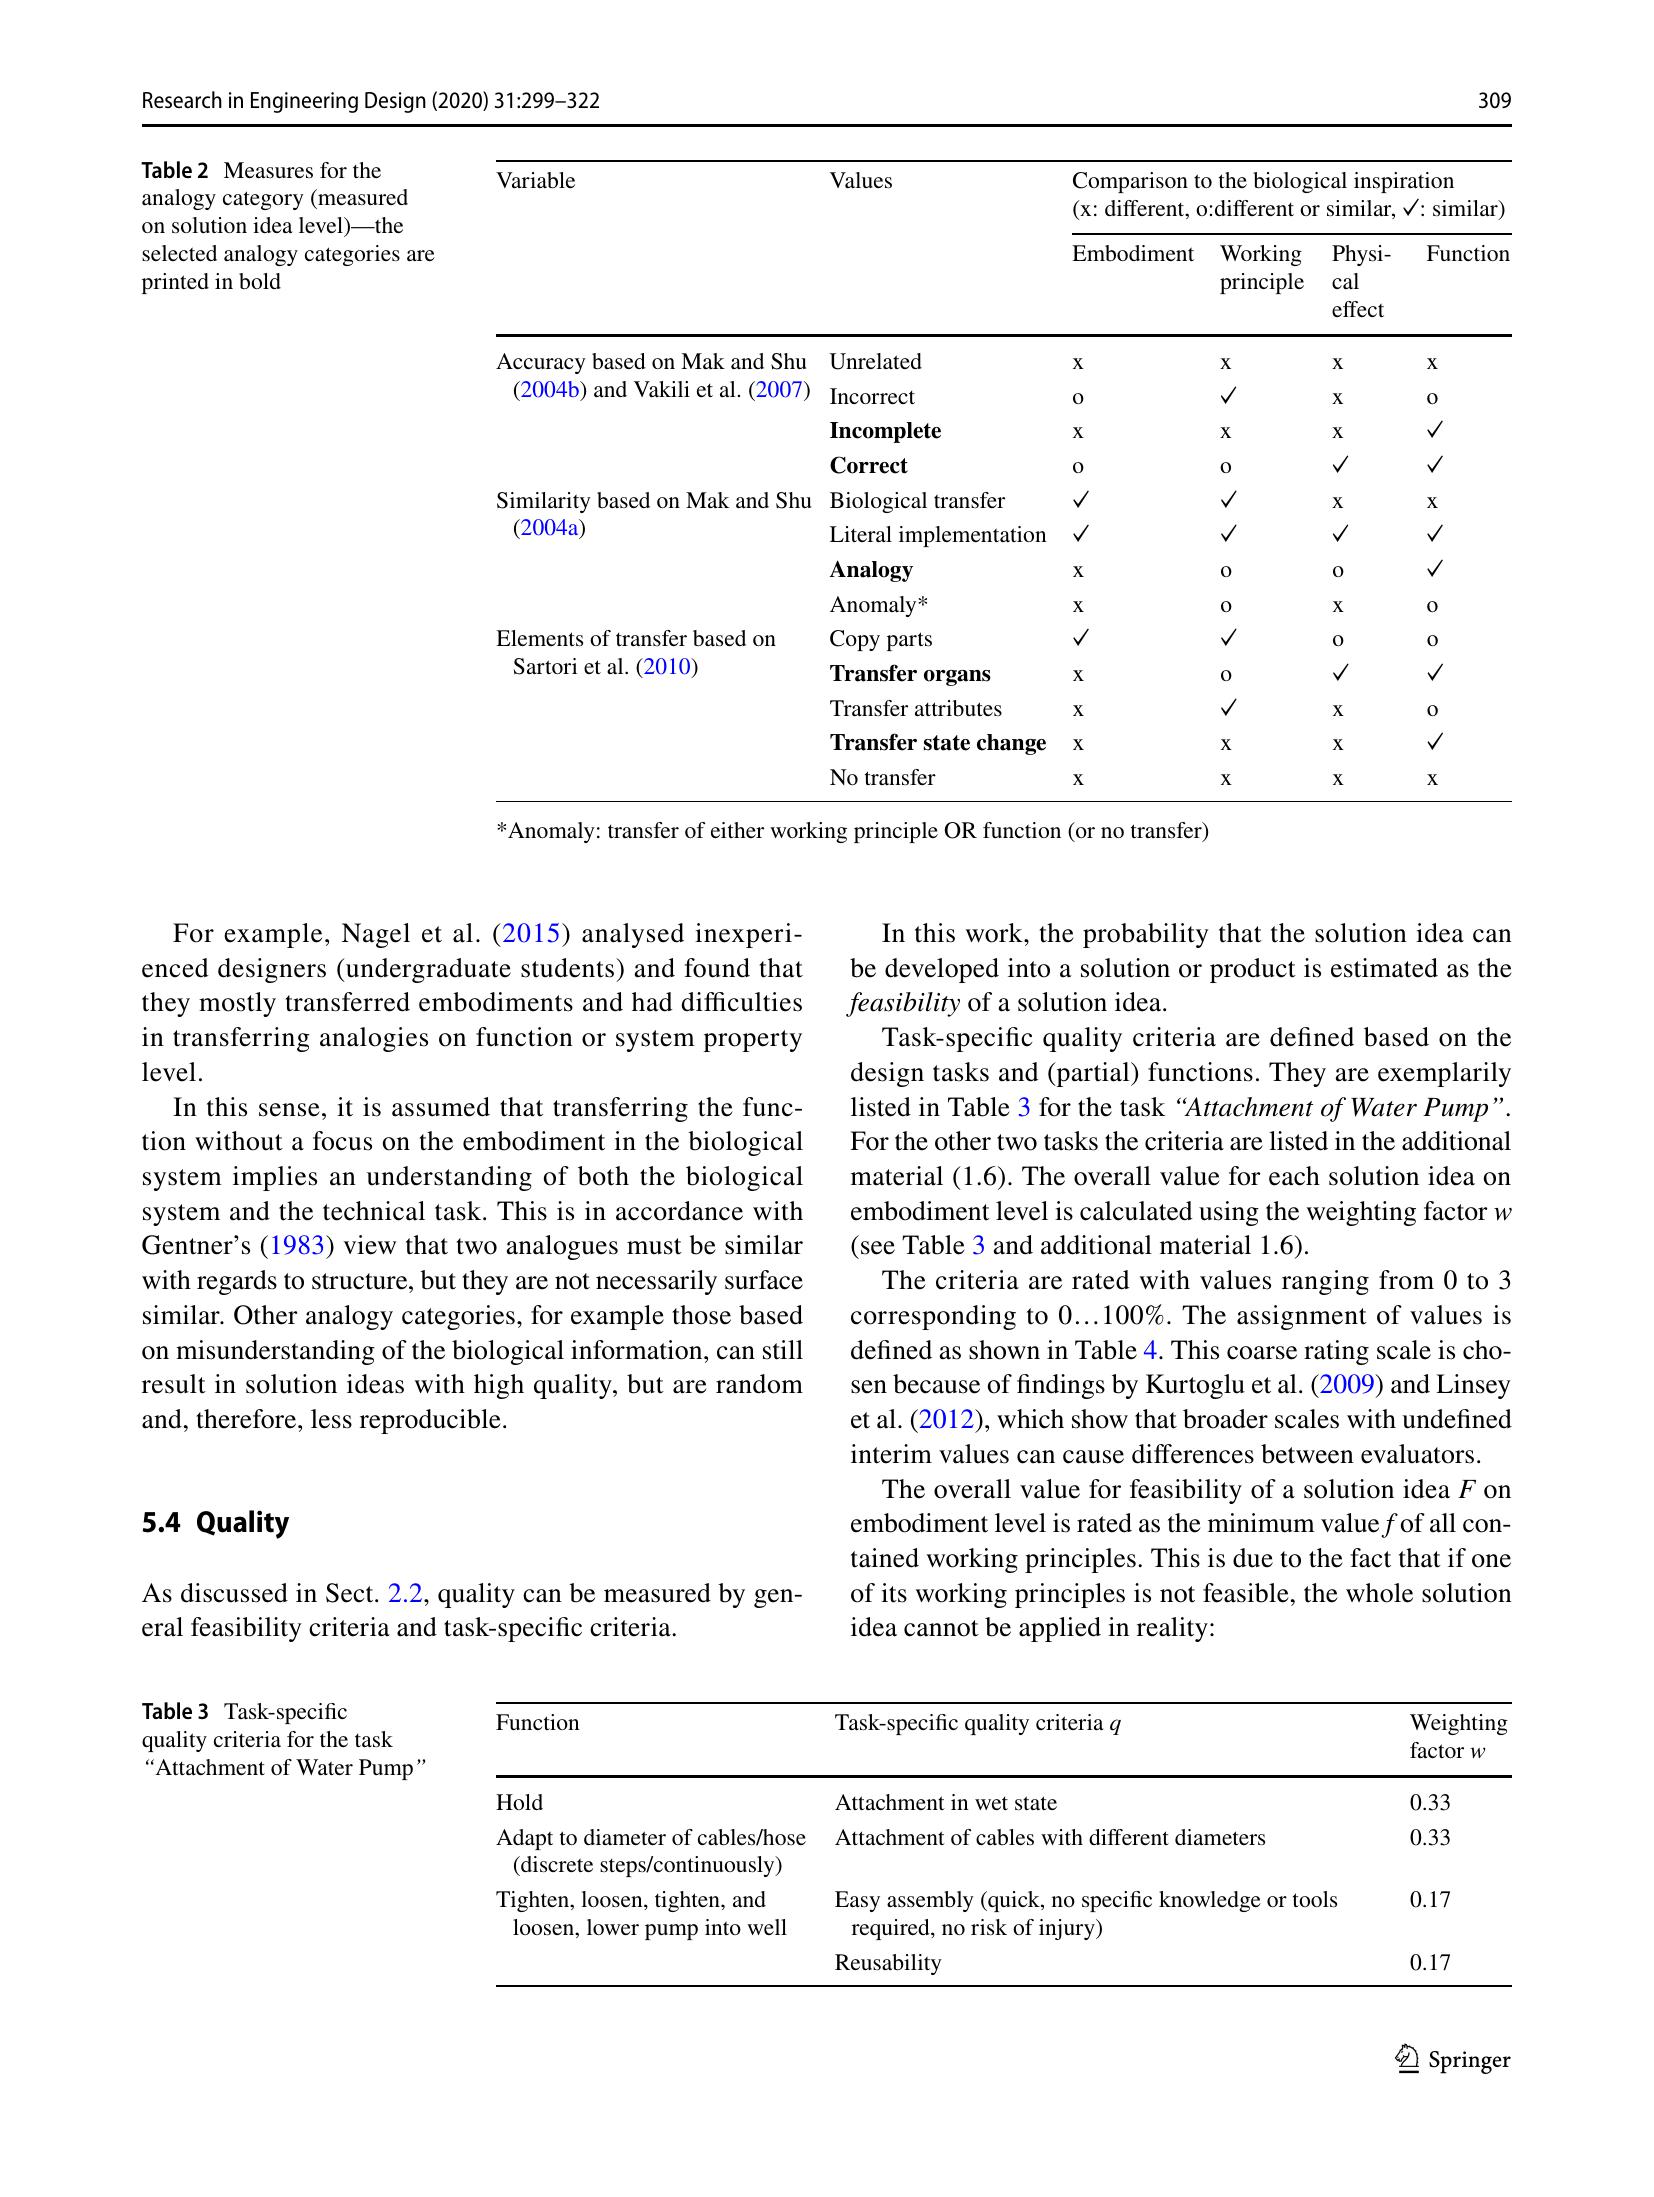 Research in Engineering Design (2020) 31:299–322
309
Table 2 Measures for the
analogy category (measured
on solution idea level)—the
selected analogy categories are
printed in bold
Variable Values Comparison to the biological inspiration
(x: different, o:different or similar, ✓: similar)
Embodiment Working Physi- Function
principle cal
effect
Accuracy based on Mak and Shu Unrelated x x x x
(2004b) and Vakili et al. (2007) Incorrect o ✓ x o
Incomplete x x x ✓
Correct o o ✓ ✓
Similarity based on Mak and Shu Biological transfer ✓ ✓ x x
(2004a) Literal implementation ✓ ✓ ✓ ✓
Analogy x o o ✓
Anomaly* x o x o
Elements of transfer based on Copy parts ✓ ✓ o o
Sartori et al. (2010) Transfer organs x o ✓ ✓
Transfer attributes x ✓ x o
Transfer state change x x x ✓
No transfer x x x x
*Anomaly: transfer of either working principle OR function (or no transfer)
For example, Nagel et al. (2015) analysed inexperi-
enced designers (undergraduate students) and found that
they mostly transferred embodiments and had difficulties
in transferring analogies on function or system property
level.
In this sense, it is assumed that transferring the func-
tion without a focus on the embodiment in the biological
system implies an understanding of both the biological
system and the technical task. This is in accordance with
Gentner's (1983) view that two analogues must be similar
with regards to structure, but they are not necessarily surface
similar. Other analogy categories, for example those based
on misunderstanding of the biological information, can still
result in solution ideas with high quality, but are random
and, therefore, less reproducible.
5.4 Quality
As discussed in Sect. 2.2, quality can be measured by gen-
eral feasibility criteria and task-specific criteria.
In this work, the probability that the solution idea can
be developed into a solution or product is estimated as the
feasibility of a solution idea.
Task-specific quality criteria are defined based on the
design tasks and (partial) functions. They are exemplarily
listed in Table 3 for the task “Attachment of Water Pump”.
For the other two tasks the criteria are listed in the additional
material (1.6). The overall value for each solution idea on
embodiment level is calculated using the weighting factor w
(see Table 3 and additional material 1.6).
The criteria are rated with values ranging from 0 to 3
corresponding to 0…100%. The assignment of values is
defined as shown in Table 4. This coarse rating scale is cho-
sen because of findings by Kurtoglu et al. (2009) and Linsey
et al. (2012), which show that broader scales with undefined
interim values can cause differences between evaluators.
The overall value for feasibility of a solution idea F on
embodiment level is rated as the minimum value f of all con-
tained working principles. This is due to the fact that if one
of its working principles is not feasible, the whole solution
idea cannot be applied in reality:
Table 3 Task-specific
quality criteria for the task
“Attachment of Water Pump”
Function Task-specific quality criteria q Weighting
factor w
Hold Attachment in wet state 0.33
Adapt to diameter of cables/hose Attachment of cables with different diameters 0.33
(discrete steps/continuously)
Tighten, loosen, tighten, and Easy assembly (quick, no specific knowledge or tools 0.17
loosen, lower pump into well required, no risk of injury)
Reusability 0.17
Springer